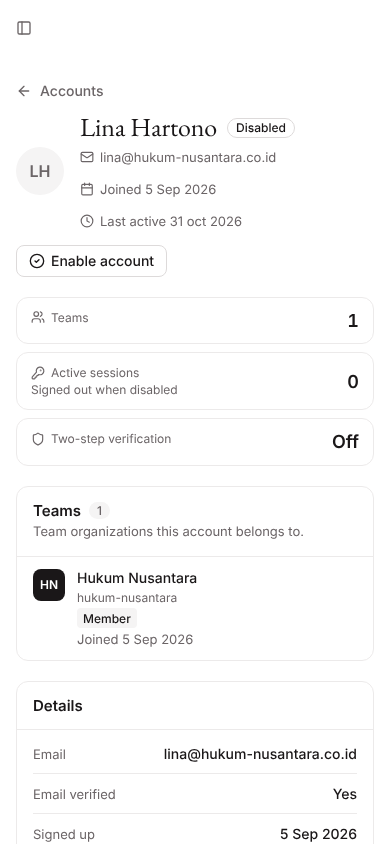 Accounts
Lina Hartono Disabled
LH
lina@hukum-nusantara.co.id
Joined 5 Sep 2026
Last active 31 oct 2026
Enable account
Teams 1
Active sessions
Signed out when disabled 0
Two-step verification Off
Teams 1
Team organizations this account belongs to.
HN
Hukum Nusantara
hukum-nusantara
Member
Joined 5 Sep 2026
Details
Email lina@hukum-nusantara.co.id
Email verified Yes
Signed up 5 Sep 2026